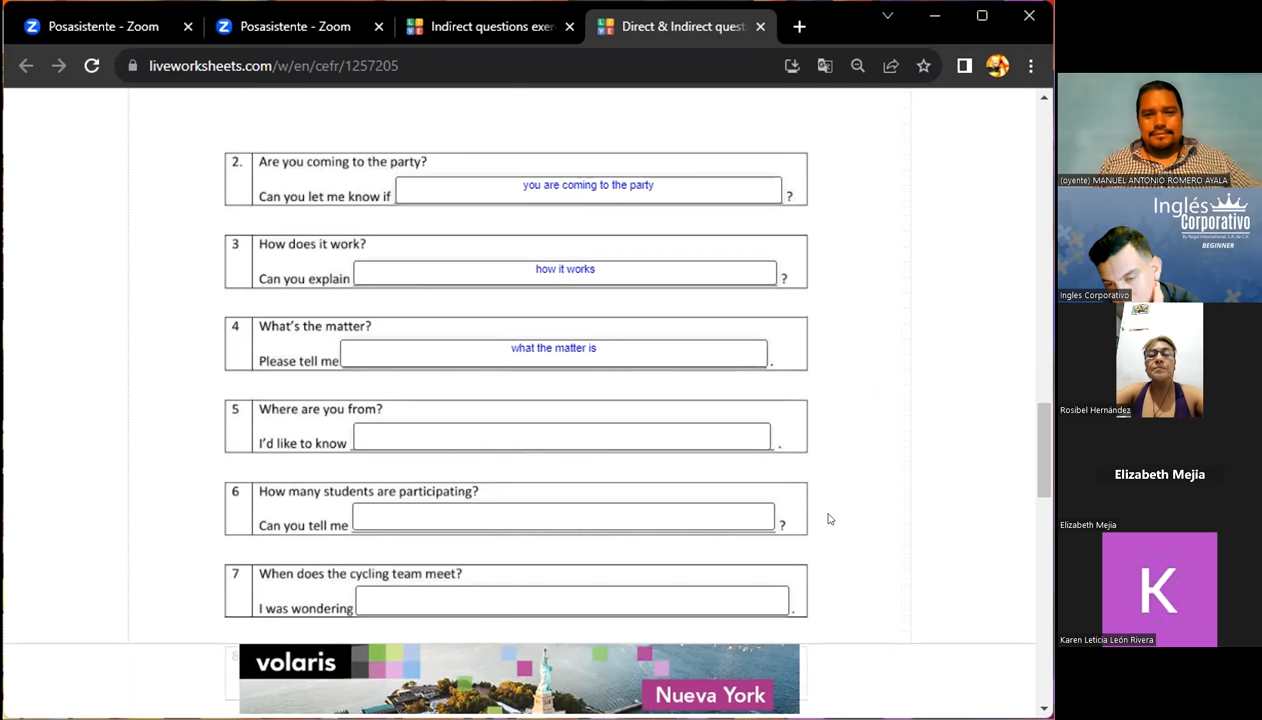 Posasistente - Zoom
Posasistente - Zoom
Indirect questions exer
Direct & Indirect quest
liveworksheets.com/w/en/cefr/1257205
2. Are you coming to the party?
Can you let me know if you are coming to the party ?
3 How does it work?
Can you explain how it works ?
4 What's the matter?
Please tell me what the matter is .
5 Where are you from?
I'd like to know .
6 How many students are participating?
Can you tell me ?
7 When does the cycling team meet?
I was wondering .
8
volaris
Nueva York
(oyente) MANUEL ANTONIO ROMERO AYALA
Inglés
Corporativo
BEGINNER
Ingles Corporativo
Rosibel Hernández
Elizabeth Mejia
Elizabeth Mejia
K
Karen Leticia León Rivera